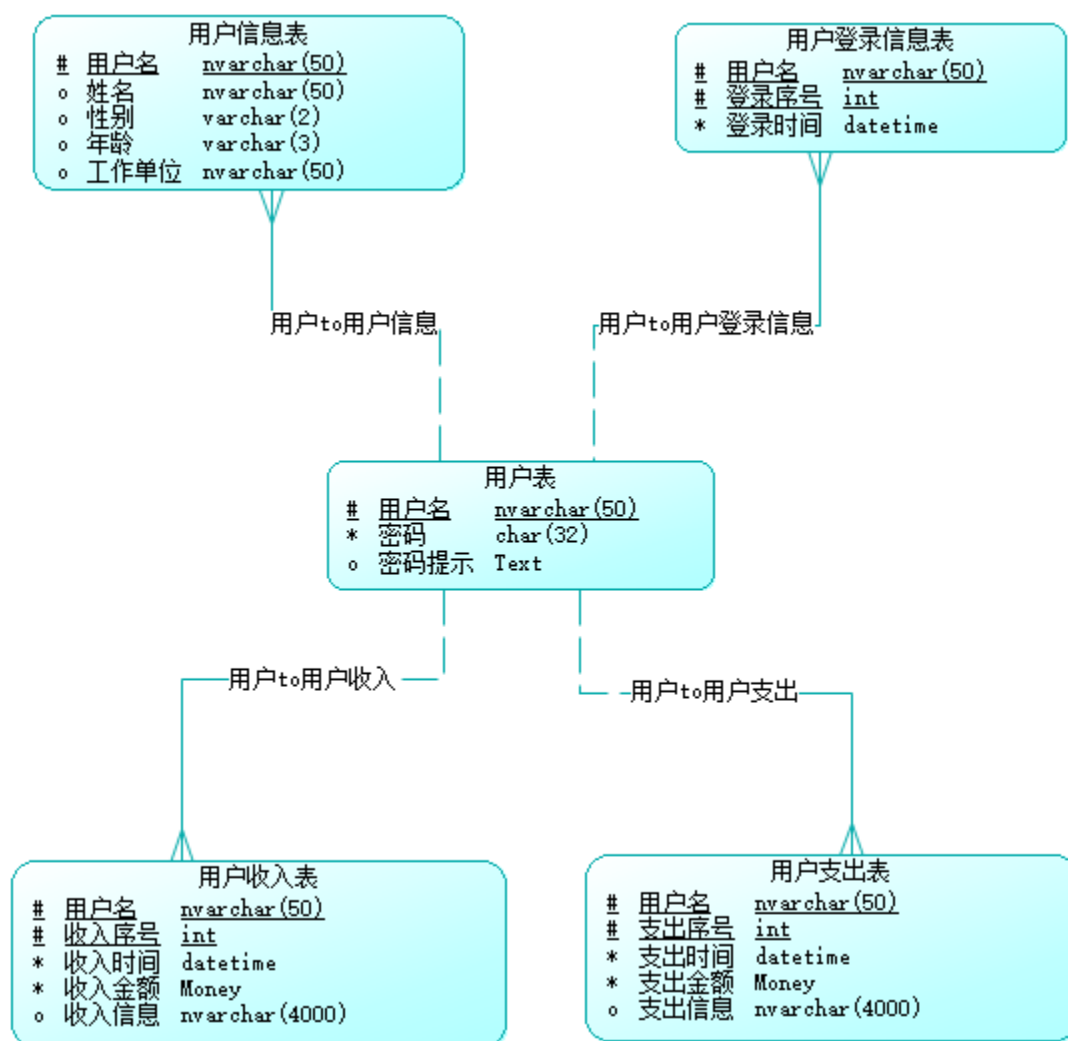 用户信息表
# 用户名 nvarchar(50)
o 姓名 nvarchar(50)
o 性别 varchar(2)
o 年龄 varchar(3)
o 工作单位 nvarchar(50)
用户登录信息表
# 用户名 nvarchar(50)
# 登录序号 int
* 登录时间 datetime
用户to用户信息
用户to用户登录信息
用户表
# 用户名 nvarchar(50)
* 密码 char(32)
o 密码提示 Text
用户to用户收入
用户to用户支出
用户收入表
# 用户名 nvarchar(50)
# 收入序号 int
* 收入时间 datetime
* 收入金额 Money
o 收入信息 nvarchar(4000)
用户支出表
# 用户名 nvarchar(50)
# 支出序号 int
* 支出时间 datetime
* 支出金额 Money
o 支出信息 nvarchar(4000)